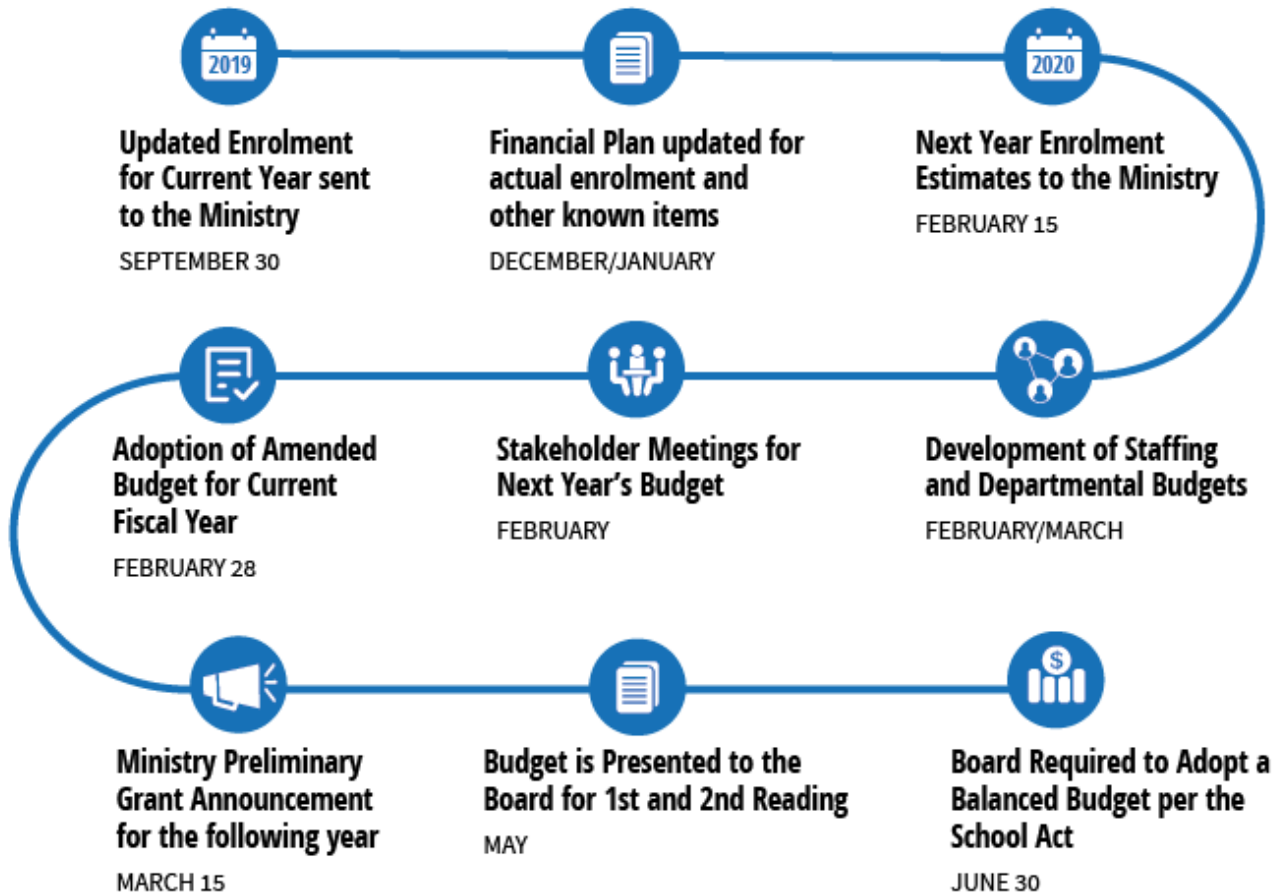 2019
Updated Enrolment
for Current Year sent
to the Ministry
SEPTEMBER 30
Financial Plan updated for
actual enrolment and
other known items
DECEMBER/JANUARY
2020
Next Year Enrolment
Estimates to the Ministry
FEBRUARY 15
Development of Staffing
and Departmental Budgets
FEBRUARY/MARCH
Stakeholder Meetings for
Next Year's Budget
FEBRUARY
Adoption of Amended
Budget for Current
Fiscal Year
FEBRUARY 28
Ministry Preliminary
Grant Announcement
for the following year
MARCH 15
Budget is Presented to the
Board for 1st and 2nd Reading
MAY
$
Board Required to Adopt a
Balanced Budget per the
School Act
JUNE 30